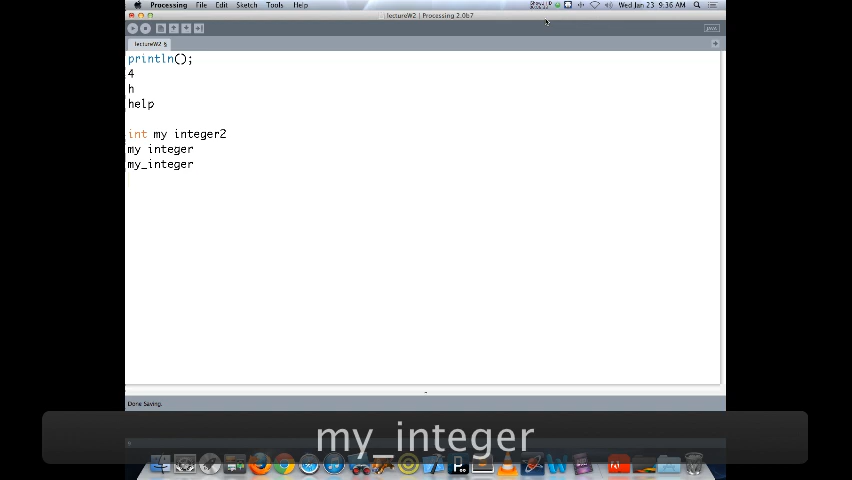 Processing File Edit Sketch Tools Help Wed Jan 23 9:36 AM
lectureW2 | Processing 2.0b7
JAVA
lectureW2 §
println();
4
h
help
int my integer2
my integer
my_integer
Done Saving.
my_integer